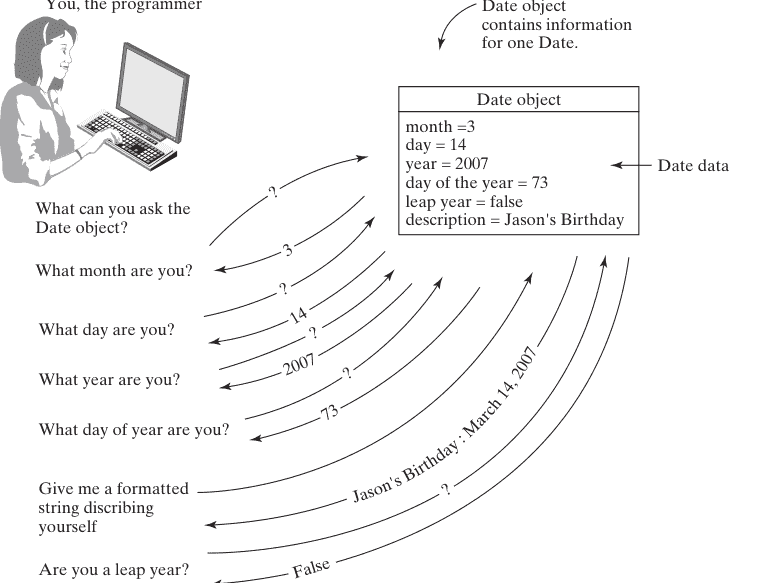 You, the programmer
Date object
contains information
for one Date.
Date object
month =3
day = 14
year = 2007
day of the year = 73
leap year = false
description = Jason's Birthday
Date data
What can you ask the
Date object?
?
3
What month are you?
?
14
What day are you?
?
2007
What year are you?
?
73
What day of year are you?
Give me a formatted
string discribing
yourself
Jason's Birthday : March 14, 2007
?
Are you a leap year?
False